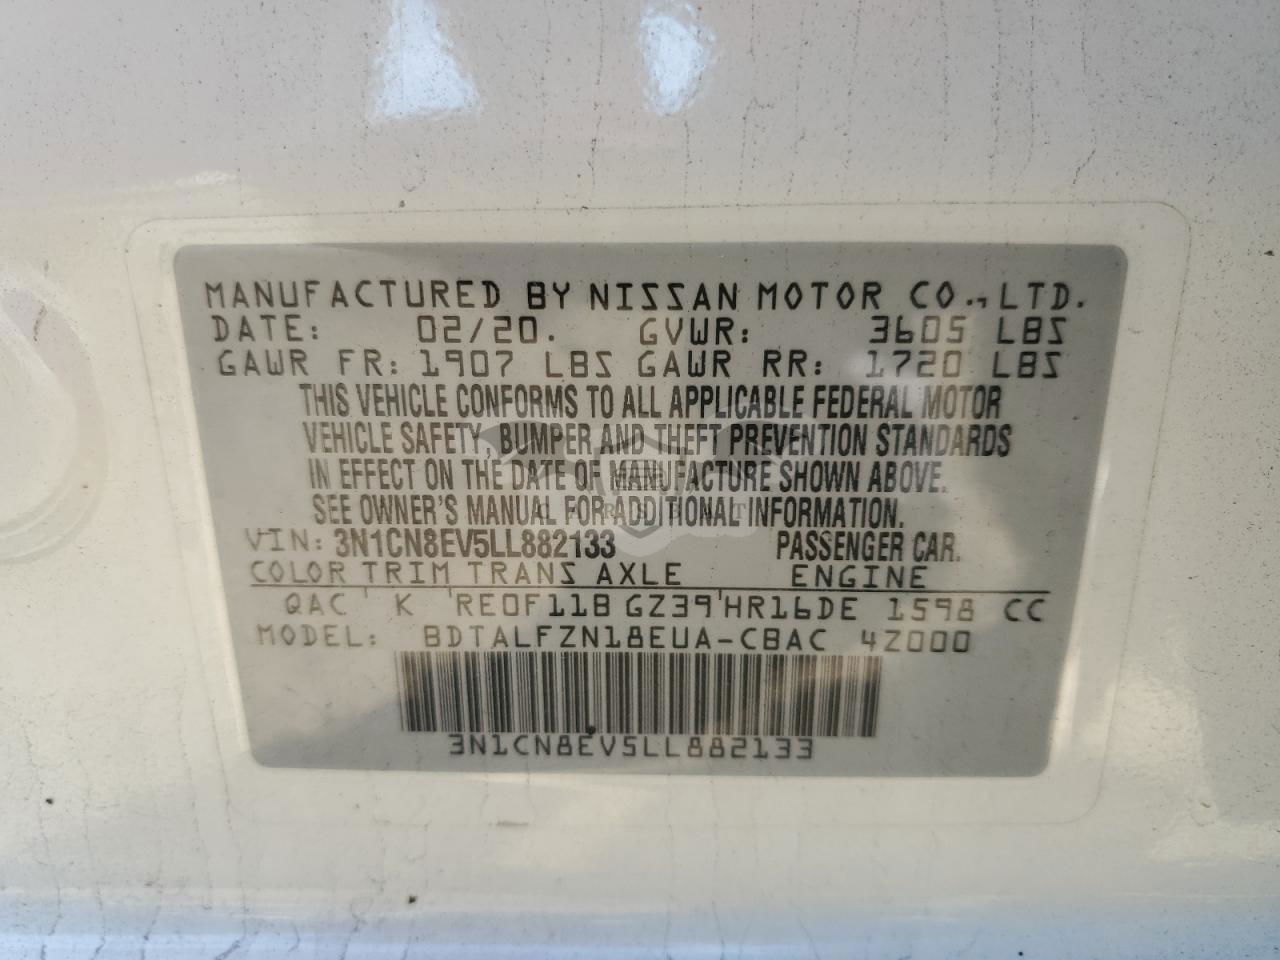 MANUFACTURED BY NISSAN MOTOR CO., LTD.
DATE: 02/20. GVWR: 3605 LBS
GAWR FR: 1907 LBS GAWR RR: 1720 LBS
THIS VEHICLE CONFORMS TO ALL APPLICABLE FEDERAL MOTOR
VEHICLE SAFETY, BUMPER AND THEFT PREVENTION STANDARDS
IN EFFECT ON THE DATE OF MANUFACTURE SHOWN ABOVE.
SEE OWNER'S MANUAL FOR ADDITIONAL INFORMATION.
VIN: 3N1CN8EV5LL882133 PASSENGER CAR.
COLOR TRIM TRANS AXLE ENGINE
QAC K RE0F11B GZ39 HR16DE 1598 CC
MODEL: BDTALFZN18EUA-CBAC 4Z000
3N1CN8EV5LL882133